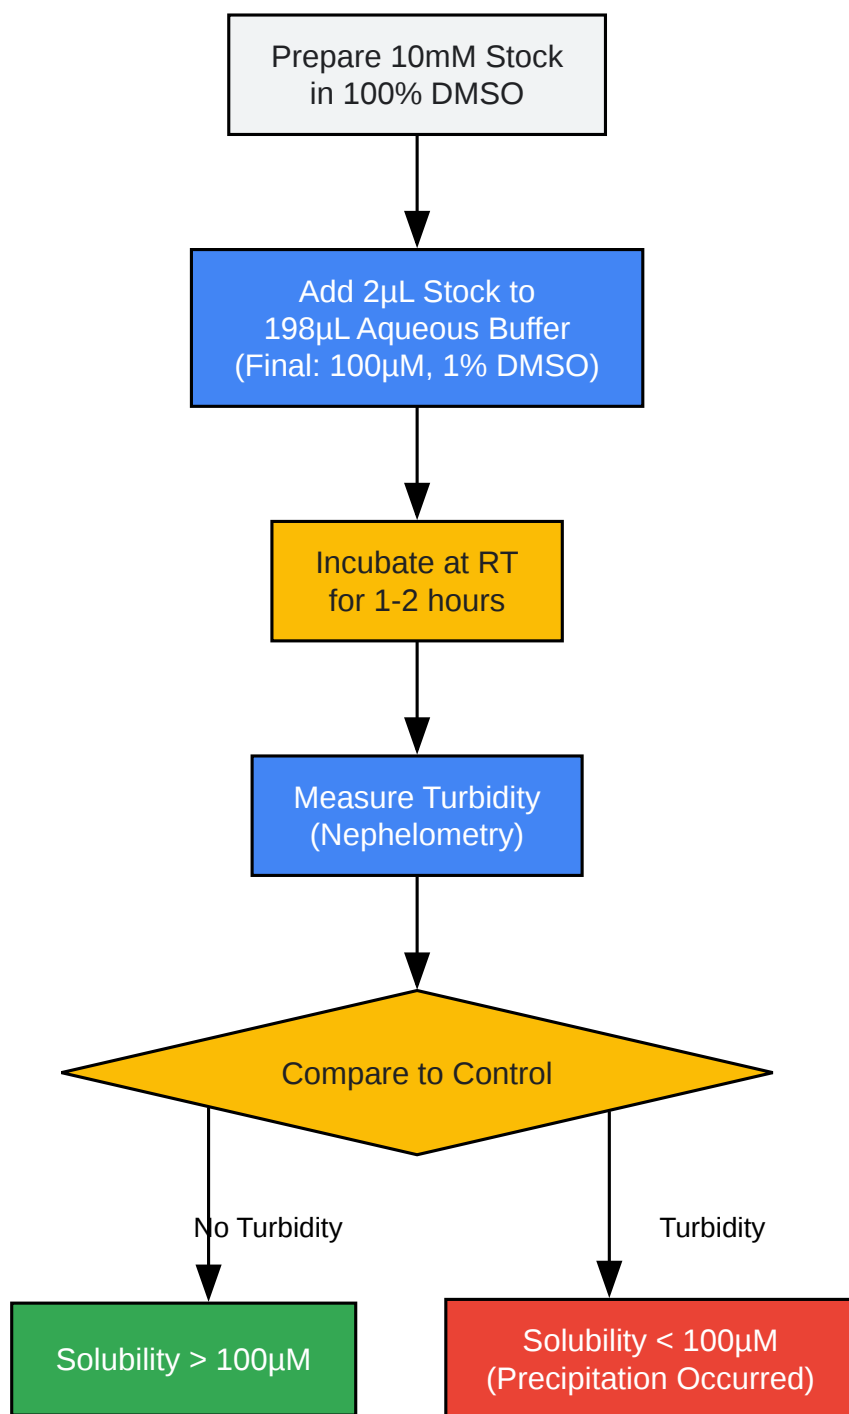 Prepare 10mM Stock
in 100% DMSO
Add 2µL Stock to
198µL Aqueous Buffer
(Final: 100µM, 1% DMSO)
Incubate at RT
for 1-2 hours
Measure Turbidity
(Nephelometry)
Compare to Control
No Turbidity
Turbidity
Solubility > 100µM
Solubility < 100µM
(Precipitation Occurred)